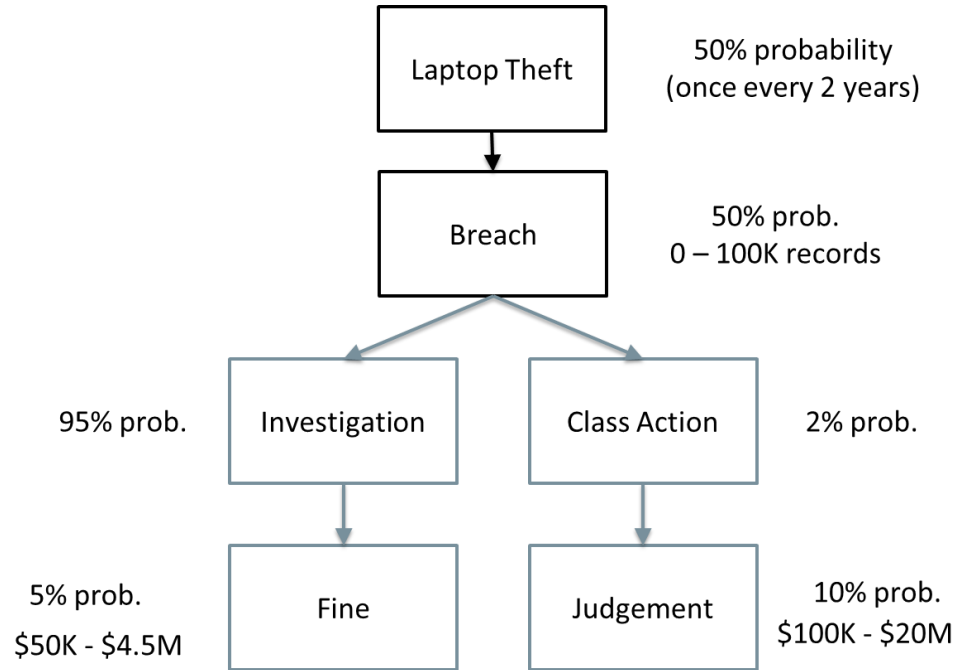 Laptop Theft
50% probability
(once every 2 years)
Breach
50% prob.
0 – 100K records
95% prob.
Investigation
Class Action
2% prob.
5% prob.
$50K - $4.5M
Fine
Judgement
10% prob.
$100K - $20M